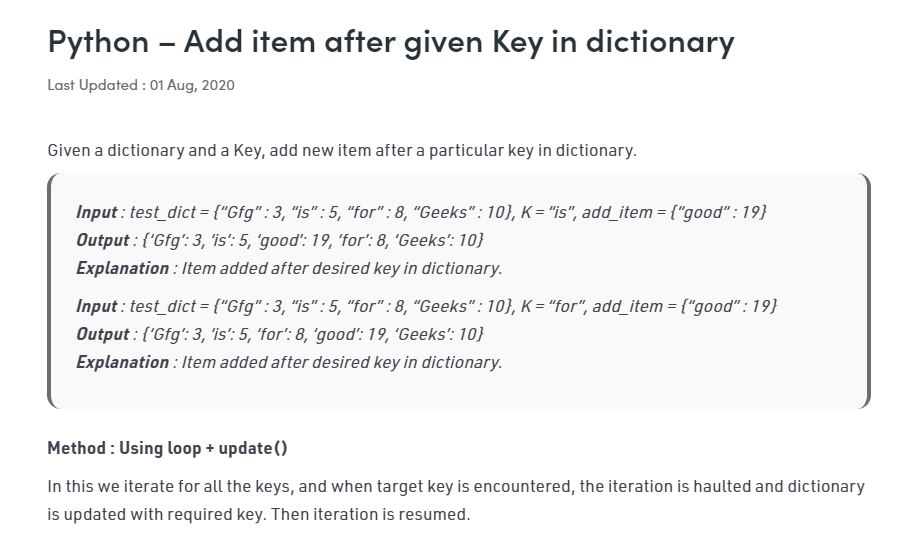 Python – Add item after given Key in dictionary
Last Updated : 01 Aug, 2020
Given a dictionary and a Key, add new item after a particular key in dictionary.
Input : test_dict = {“Gfg” : 3, “is” : 5, “for” : 8, “Geeks” : 10}, K = “is”, add_item = {“good” : 19}
Output : {‘Gfg’: 3, ‘is’: 5, ‘good’: 19, ‘for’: 8, ‘Geeks’: 10}
Explanation : Item added after desired key in dictionary.
Input : test_dict = {“Gfg” : 3, “is” : 5, “for” : 8, “Geeks” : 10}, K = “for”, add_item = {“good” : 19}
Output : {‘Gfg’: 3, ‘is’: 5, ‘for’: 8, ‘good’: 19, ‘Geeks’: 10}
Explanation : Item added after desired key in dictionary.
Method : Using loop + update()
In this we iterate for all the keys, and when target key is encountered, the iteration is haulted and dictionary
is updated with required key. Then iteration is resumed.